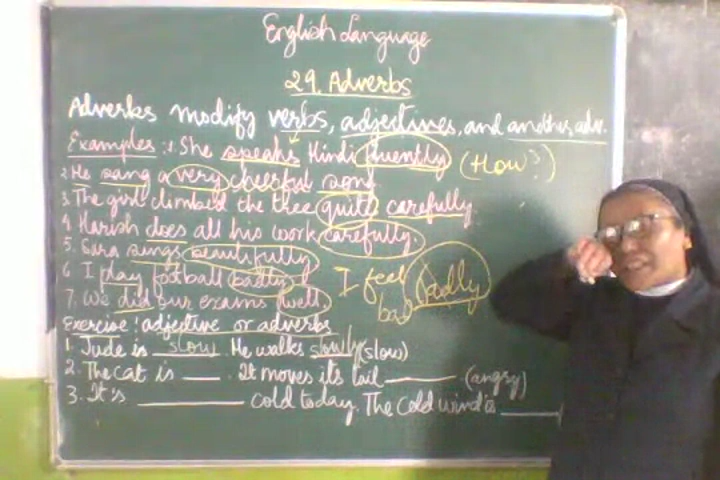 English Language
29. Adverbs
Adverbs modify verbs, adjectives, and another adv.
Examples :1. She speaks Hindi fluently (How?)
2. He sang a very cheerful song.
3. The girl climbed the tree quite carefully.
4. Harish does all his work carefully.
5. Sara sings beautifully
6 I play football badly I feel badly
bad
7. We did our exams well
Exercise: adjective or adverbs
1. Jude is slow. He walks slowly (slow)
2. The cat is ____. It moves its tail ________ (angry)
3. It's __________ cold today. The cold wind is ______